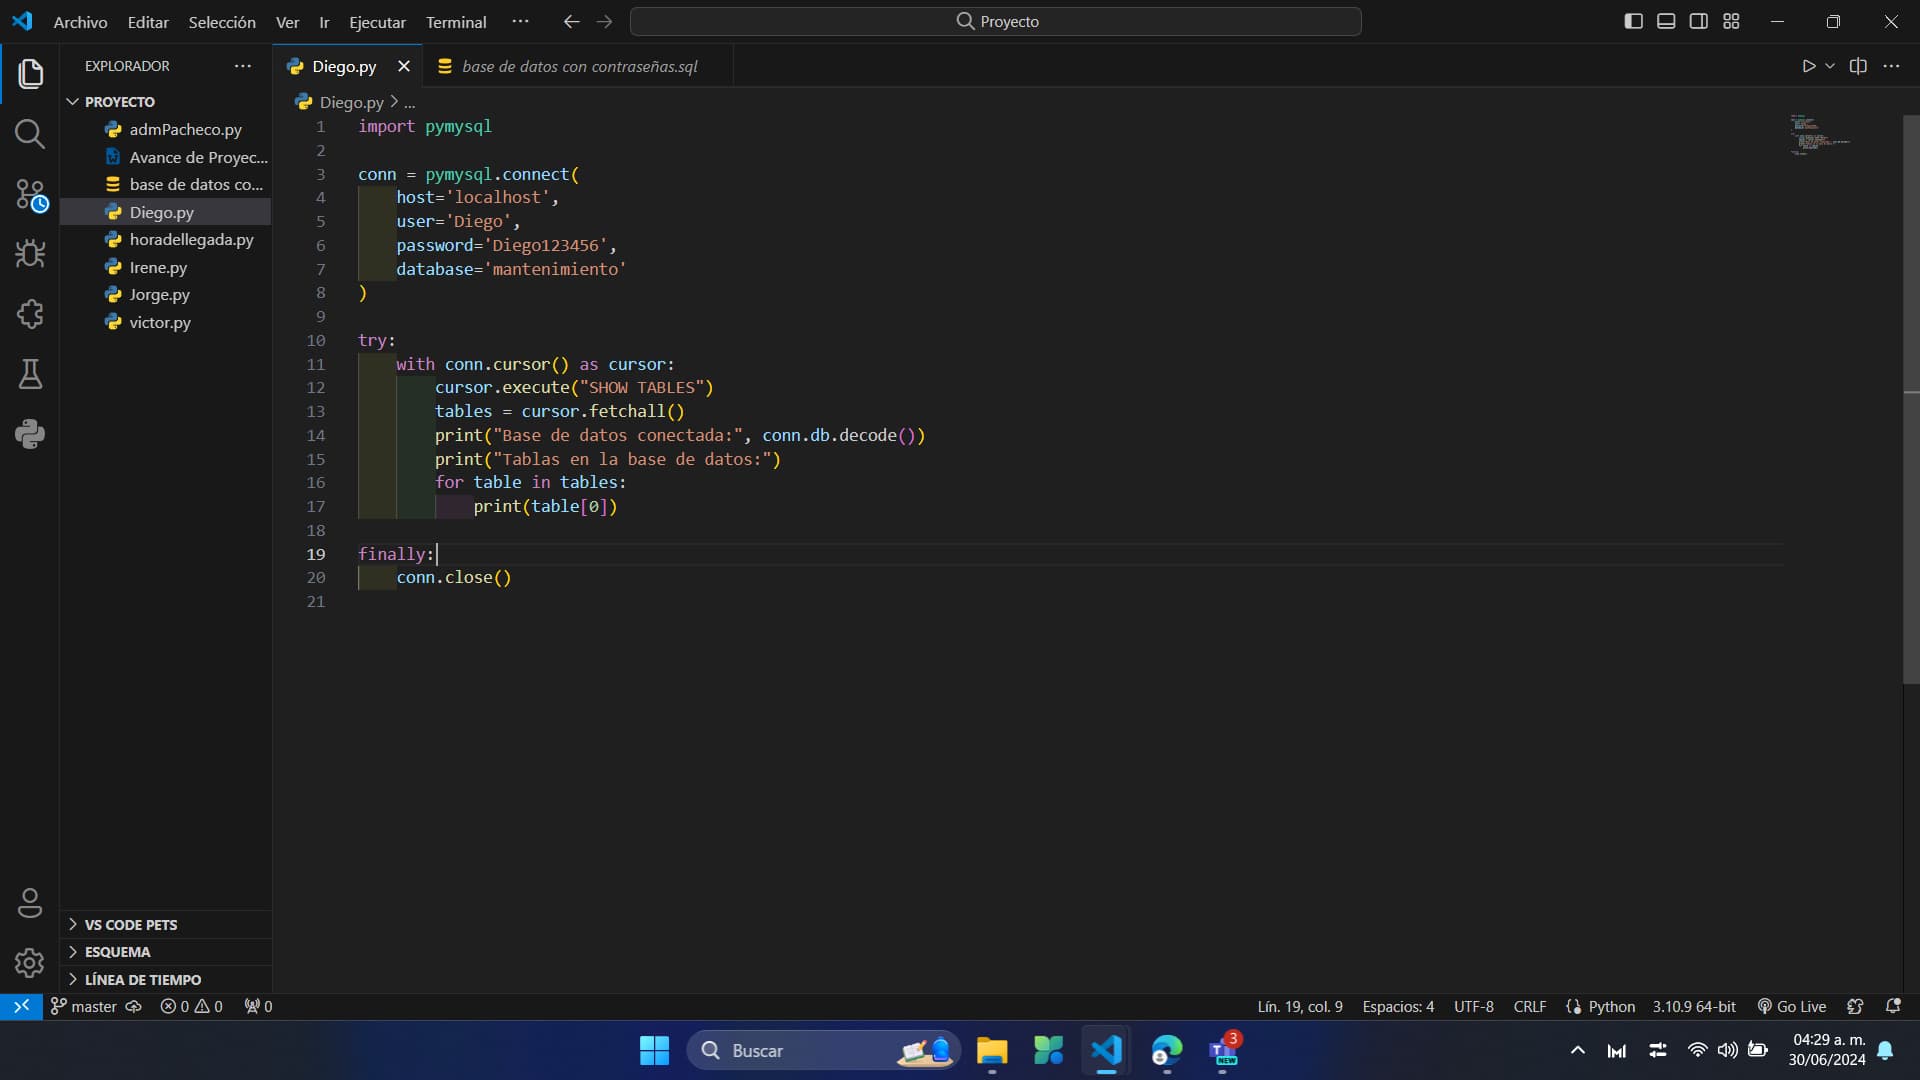 Archivo Editar Selección Ver Ir Ejecutar Terminal ··· Proyecto
EXPLORADOR ···
PROYECTO
admPacheco.py
Avance de Proyec...
base de datos co...
Diego.py
horadellegada.py
Irene.py
Jorge.py
victor.py
VS CODE PETS
ESQUEMA
LÍNEA DE TIEMPO
Diego.py base de datos con contraseñas.sql
Diego.py > ...
1 import pymysql
2
3 conn = pymysql.connect(
4     host='localhost',
5     user='Diego',
6     password='Diego123456',
7     database='mantenimiento'
8 )
9
10 try:
11     with conn.cursor() as cursor:
12         cursor.execute("SHOW TABLES")
13         tables = cursor.fetchall()
14         print("Base de datos conectada:", conn.db.decode())
15         print("Tablas en la base de datos:")
16         for table in tables:
17             print(table[0])
18
19 finally:
20     conn.close()
21
master 0 0 0 Lín. 19, col. 9 Espacios: 4 UTF-8 CRLF Python 3.10.9 64-bit Go Live
Buscar
3
NEW
04:29 a. m.
30/06/2024